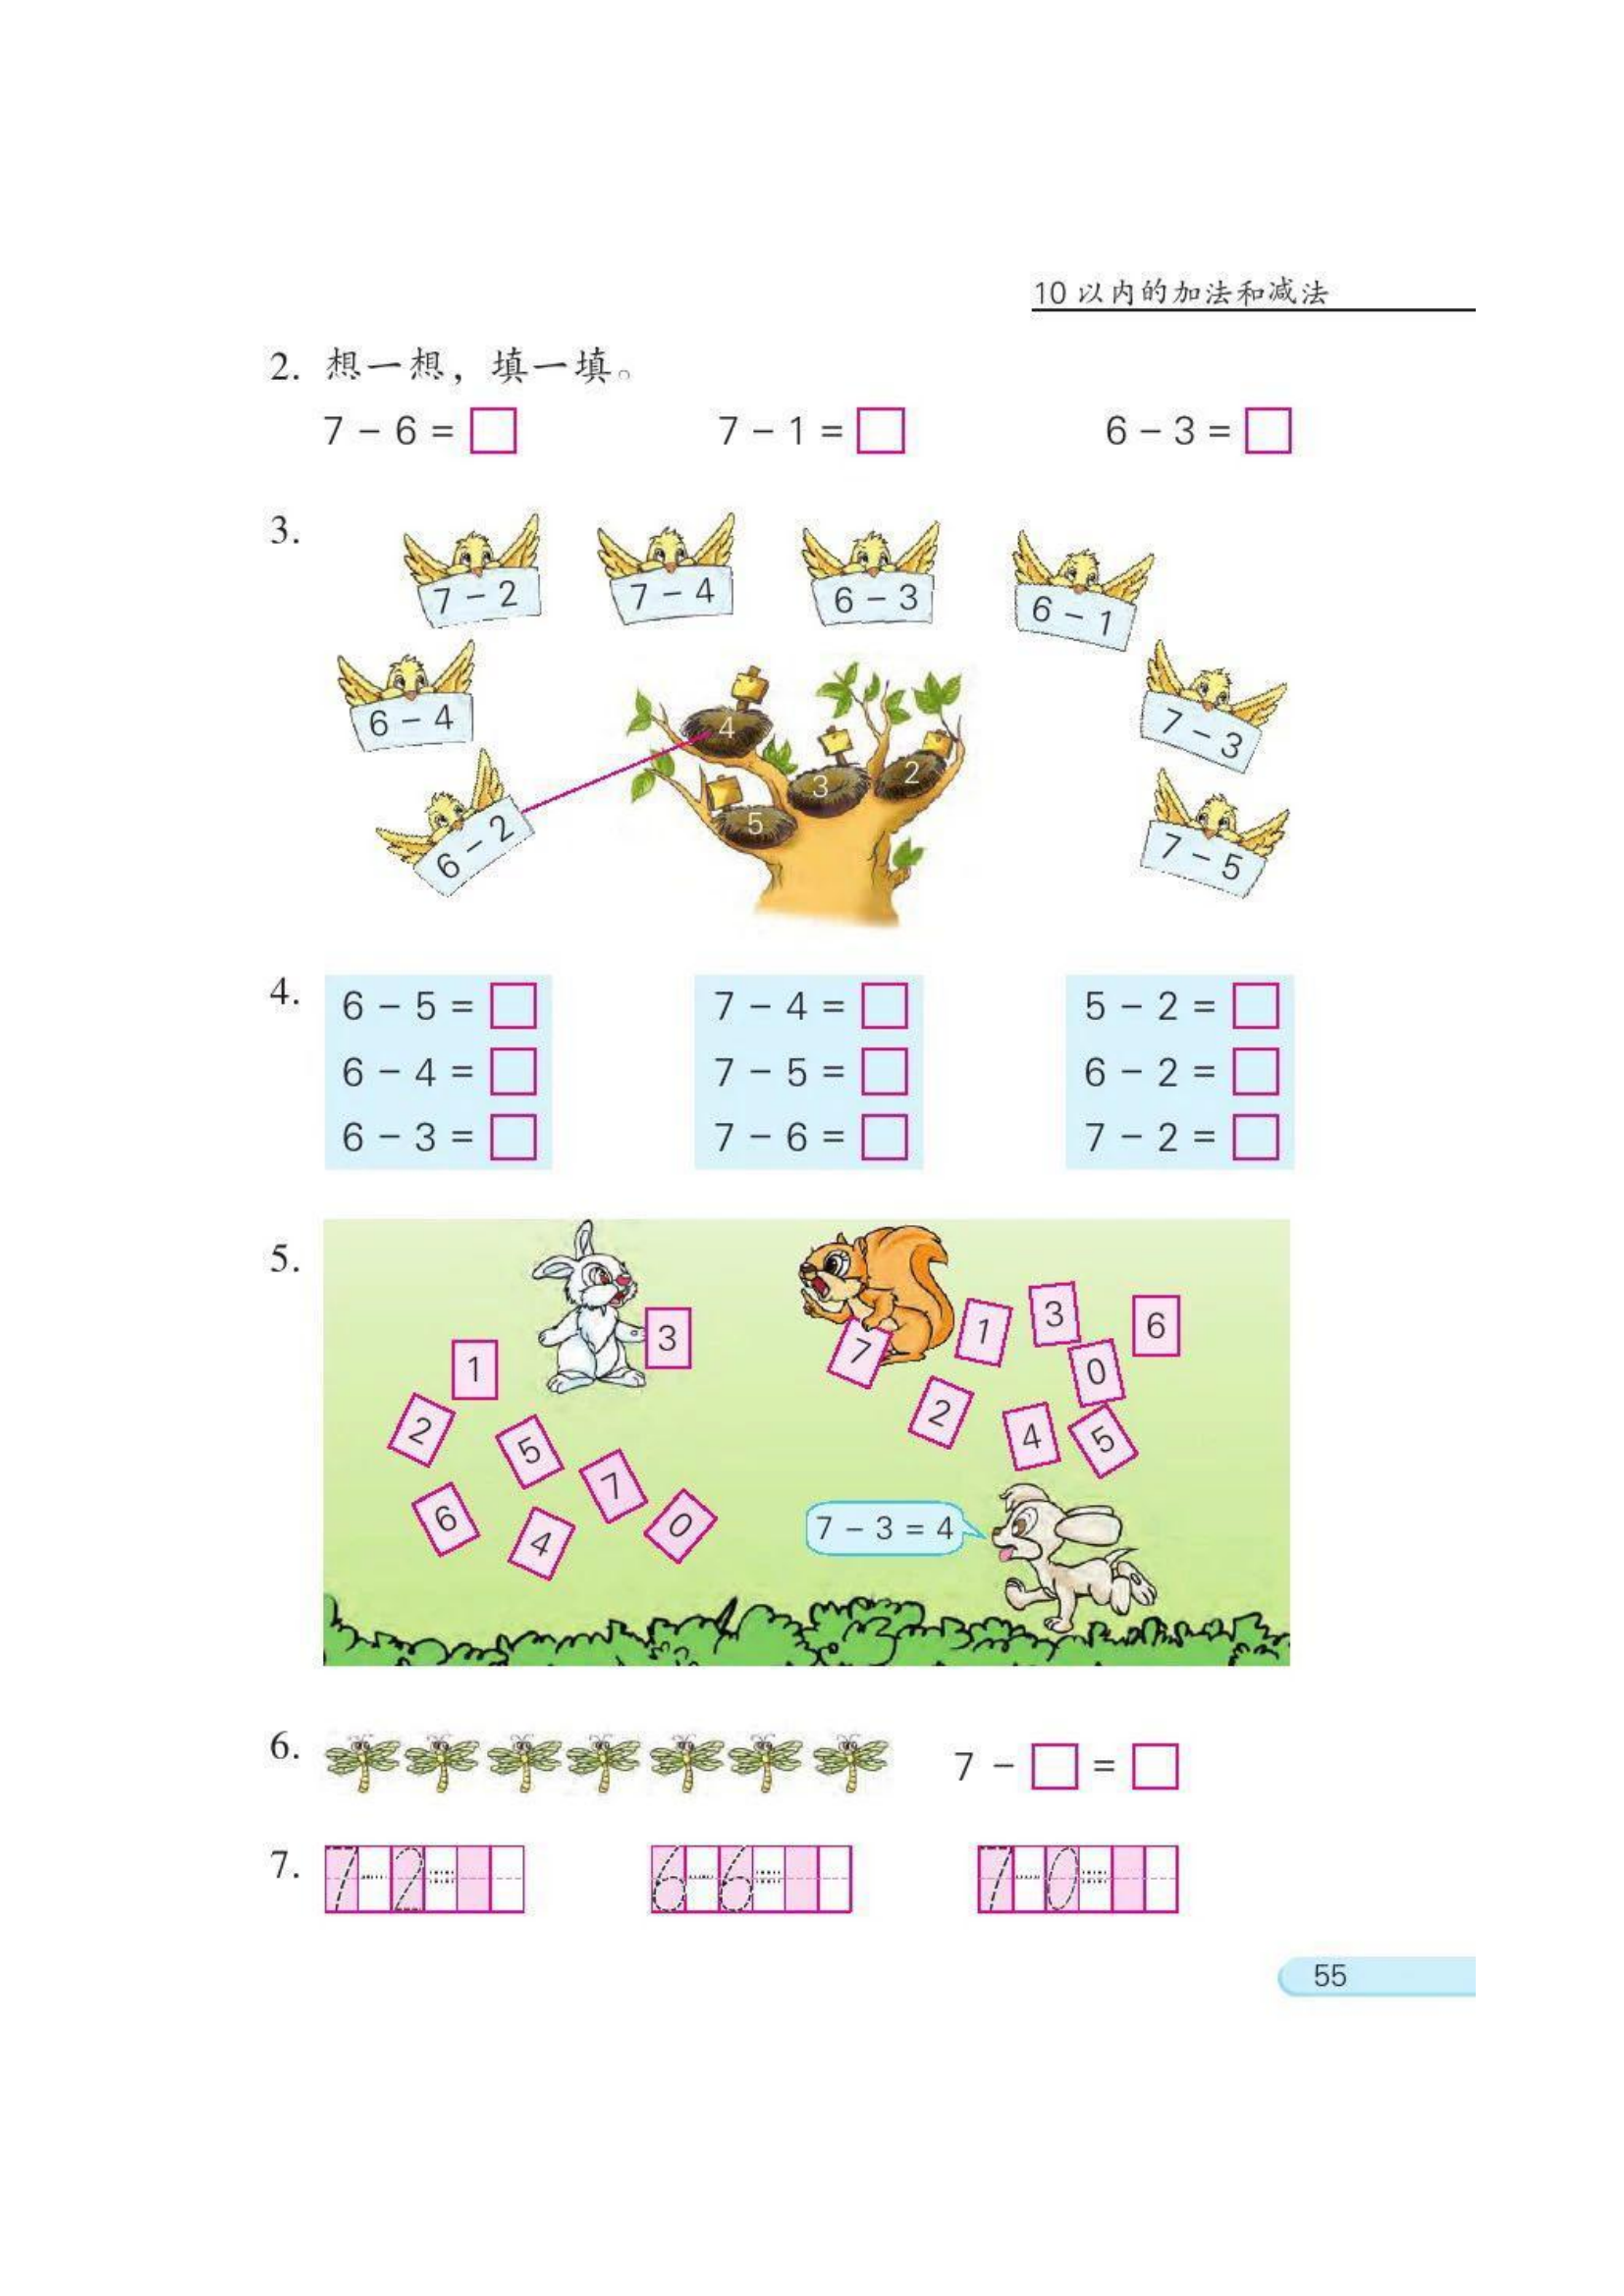 10 以内的加法和减法
2. 想一想，填一填。
7 − 6 = □ 7 − 1 = □ 6 − 3 = □
3.
7 − 2
7 − 4
6 − 3
6 − 1
6 − 4
7 − 3
6 − 2
7 − 5
4
3
2
5
4.
6 − 5 = □ 7 − 4 = □ 5 − 2 = □
6 − 4 = □ 7 − 5 = □ 6 − 2 = □
6 − 3 = □ 7 − 6 = □ 7 − 2 = □
5.
3
1
2
5
7
6
4
0
7
1
3
6
0
2
4
5
7 − 3 = 4
6. 7 − □ = □
7. 7 − 2 = 6 − 6 = 7 − 0 =
55